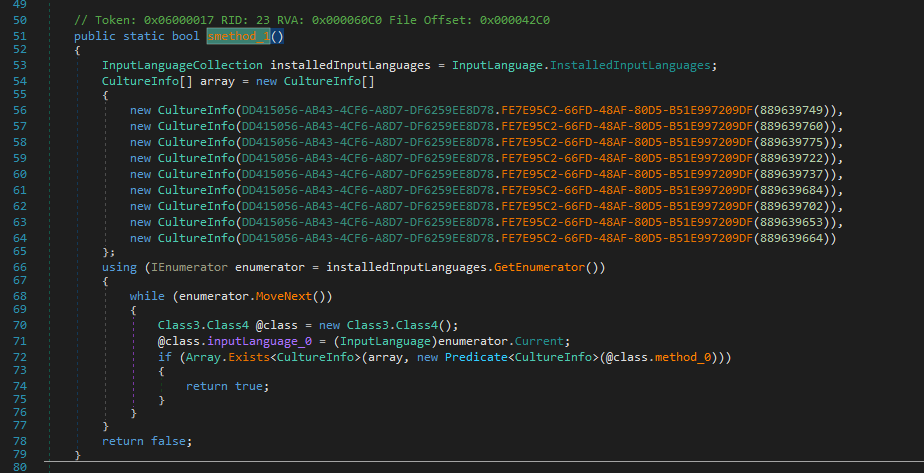 49
50 // Token: 0x06000017 RID: 23 RVA: 0x000060C0 File Offset: 0x000042C0
51 public static bool smethod_1()
52 {
53 InputLanguageCollection installedInputLanguages = InputLanguage.InstalledInputLanguages;
54 CultureInfo[] array = new CultureInfo[]
55 {
56 new CultureInfo(DD415056-AB43-4CF6-A8D7-DF6259EE8D78.FE7E95C2-66FD-48AF-80D5-B51E997209DF(889639749)),
57 new CultureInfo(DD415056-AB43-4CF6-A8D7-DF6259EE8D78.FE7E95C2-66FD-48AF-80D5-B51E997209DF(889639760)),
58 new CultureInfo(DD415056-AB43-4CF6-A8D7-DF6259EE8D78.FE7E95C2-66FD-48AF-80D5-B51E997209DF(889639775)),
59 new CultureInfo(DD415056-AB43-4CF6-A8D7-DF6259EE8D78.FE7E95C2-66FD-48AF-80D5-B51E997209DF(889639722)),
60 new CultureInfo(DD415056-AB43-4CF6-A8D7-DF6259EE8D78.FE7E95C2-66FD-48AF-80D5-B51E997209DF(889639737)),
61 new CultureInfo(DD415056-AB43-4CF6-A8D7-DF6259EE8D78.FE7E95C2-66FD-48AF-80D5-B51E997209DF(889639684)),
62 new CultureInfo(DD415056-AB43-4CF6-A8D7-DF6259EE8D78.FE7E95C2-66FD-48AF-80D5-B51E997209DF(889639702)),
63 new CultureInfo(DD415056-AB43-4CF6-A8D7-DF6259EE8D78.FE7E95C2-66FD-48AF-80D5-B51E997209DF(889639653)),
64 new CultureInfo(DD415056-AB43-4CF6-A8D7-DF6259EE8D78.FE7E95C2-66FD-48AF-80D5-B51E997209DF(889639664))
65 };
66 using (IEnumerator enumerator = installedInputLanguages.GetEnumerator())
67 {
68 while (enumerator.MoveNext())
69 {
70 Class3.Class4 @class = new Class3.Class4();
71 @class.inputLanguage_0 = (InputLanguage)enumerator.Current;
72 if (Array.Exists<CultureInfo>(array, new Predicate<CultureInfo>(@class.method_0)))
73 {
74 return true;
75 }
76 }
77 }
78 return false;
79 }
80